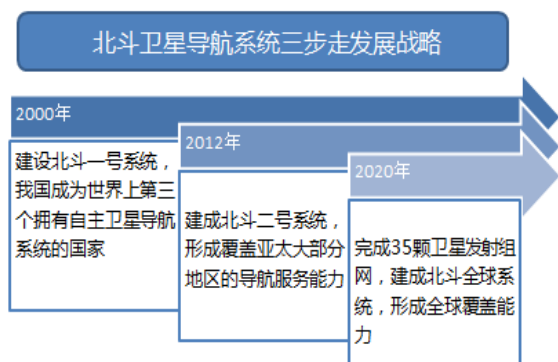 北斗卫星导航系统三步走发展战略
2000年
建设北斗一号系统，
我国成为世界上第三
个拥有自主卫星导航
系统的国家
2012年
建成北斗二号系统，
形成覆盖亚太大部分
地区的导航服务能力
2020年
完成35颗卫星发射组
网，建成北斗全球系
统，形成全球覆盖能
力